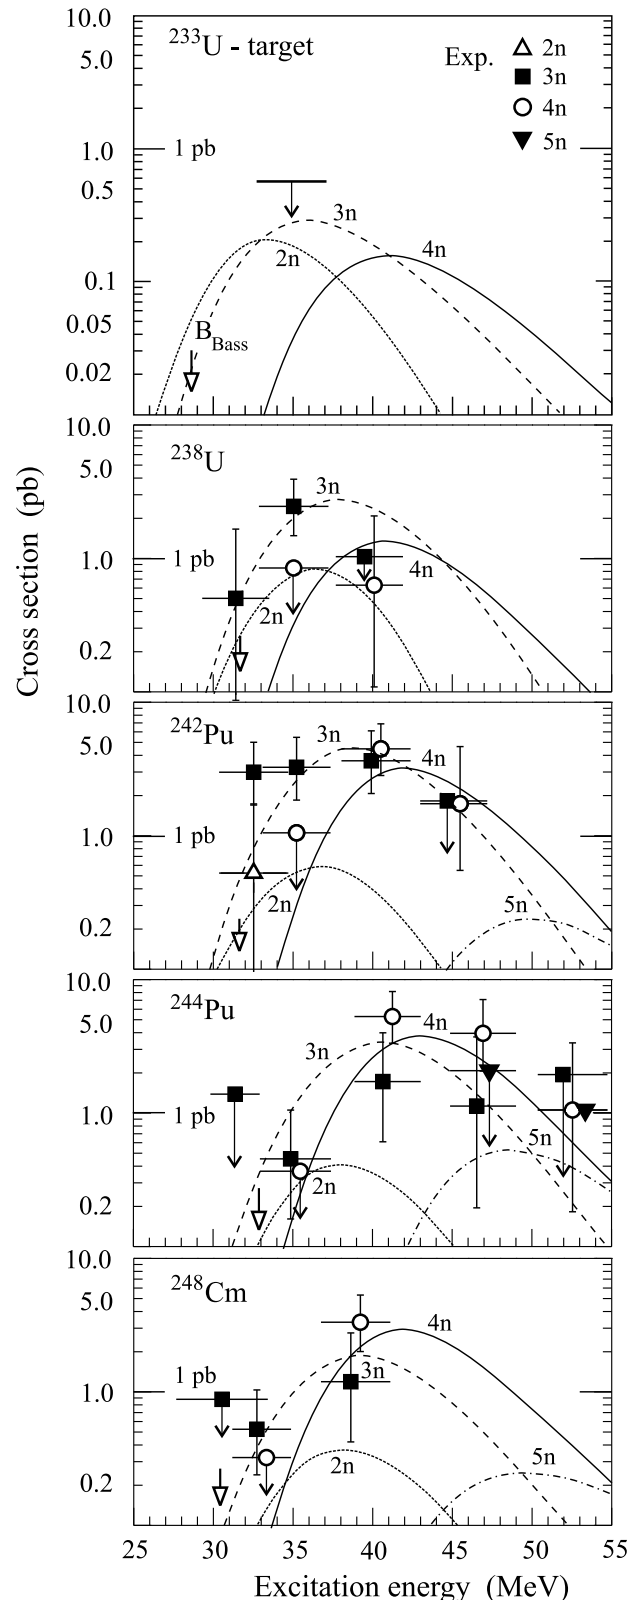 10.0
5.0
1.0
0.5
0.1
0.05
0.02
²³³U - target
Exp.
2n
3n
4n
5n
1 pb
3n
2n
4n
B_Bass
Cross section (pb)
10.0
5.0
1.0
0.2
²³⁸U
1 pb
3n
2n
4n
10.0
5.0
1.0
0.2
²⁴²Pu
1 pb
3n
4n
2n
5n
10.0
5.0
1.0
0.2
²⁴⁴Pu
1 pb
3n
4n
2n
5n
10.0
5.0
1.0
0.2
²⁴⁸Cm
1 pb
4n
3n
2n
5n
25 30 35 40 45 50 55
Excitation energy (MeV)